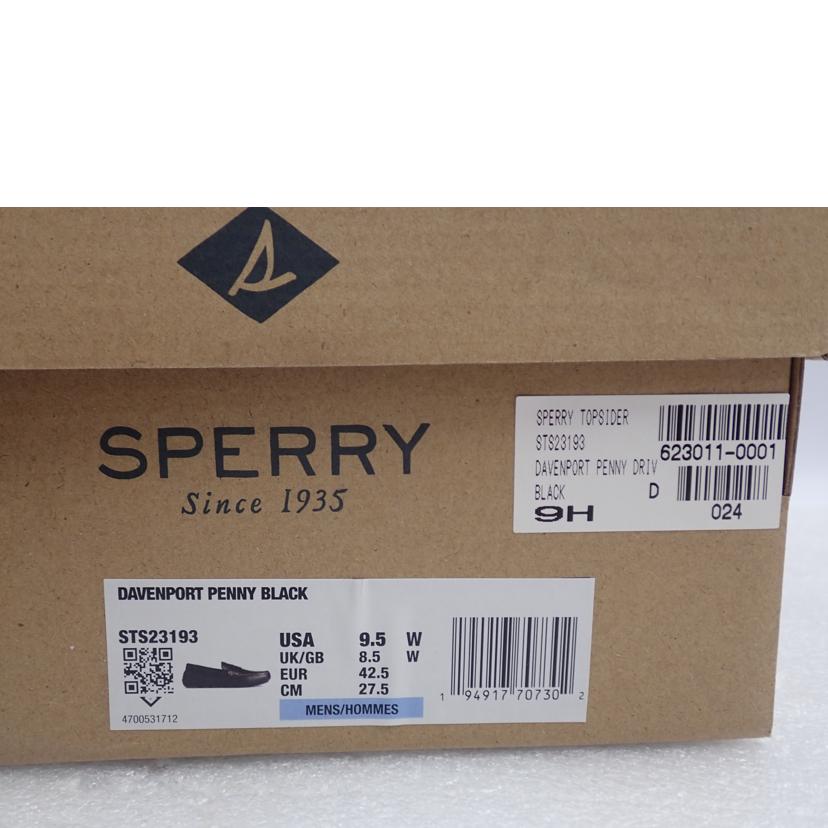 SPERRY
Since 1935
SPERRY TOPSIDER
STS23193
623011-0001
DAVENPORT PENNY DRIV
BLACK D
9H 024
DAVENPORT PENNY BLACK
STS23193
USA 9.5 W
UK/GB 8.5 W
EUR 42.5
CM 27.5
MENS/HOMMES
4700531712
1 94917 70730 2